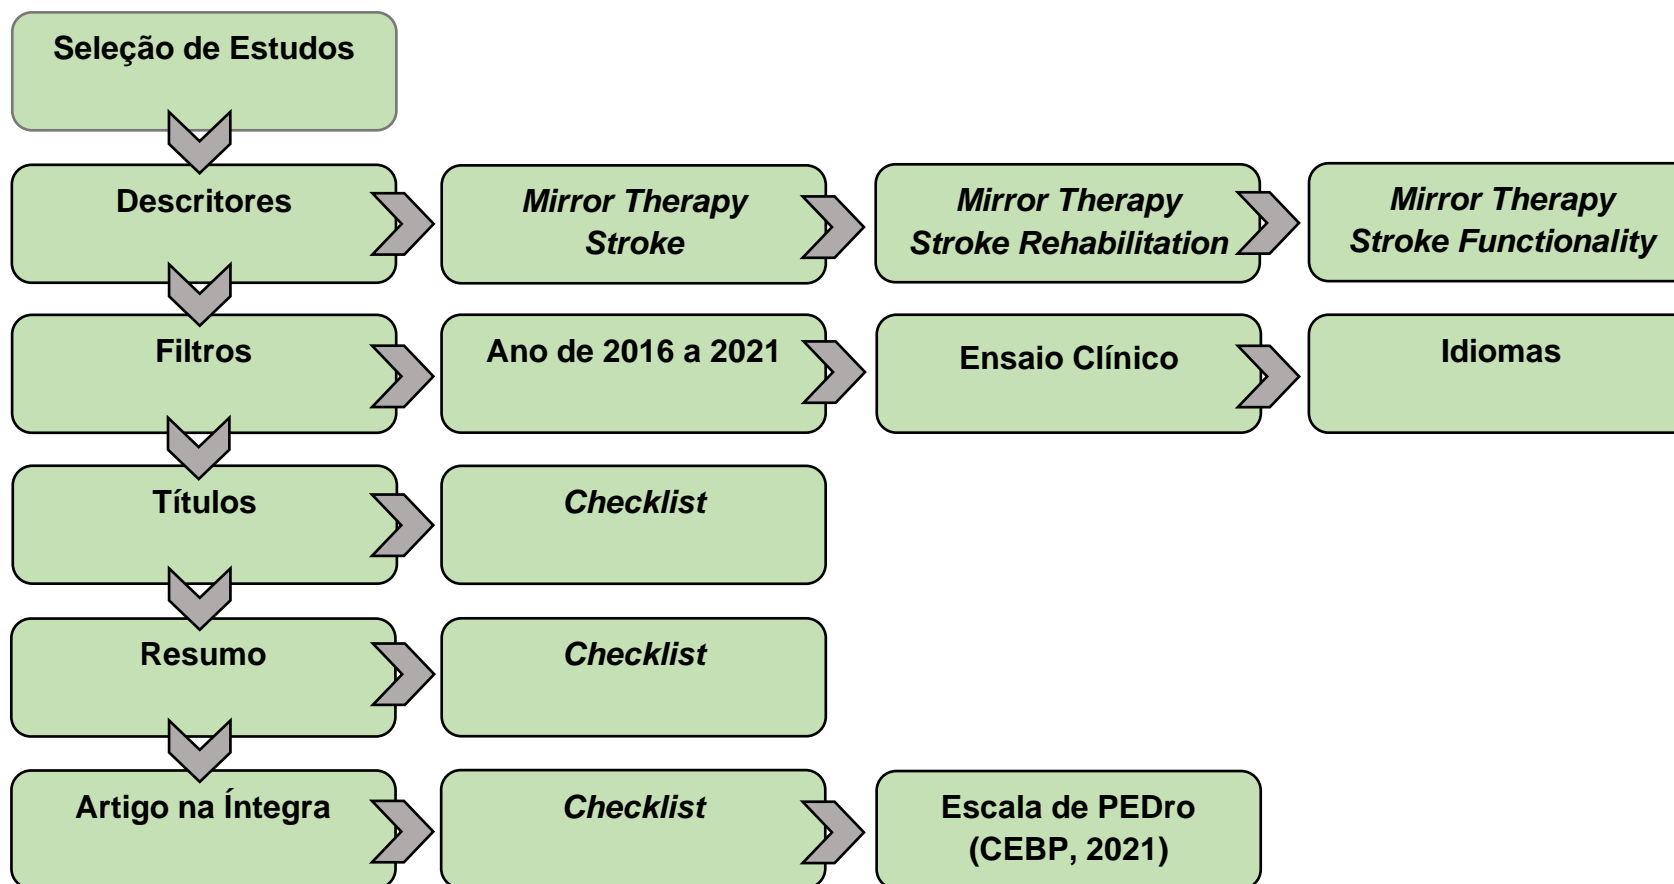 Seleção de Estudos
Descritores
Mirror Therapy
Stroke
Mirror Therapy
Stroke Rehabilitation
Mirror Therapy
Stroke Functionality
Filtros
Ano de 2016 a 2021
Ensaio Clínico
Idiomas
Títulos
Checklist
Resumo
Checklist
Artigo na Íntegra
Checklist
Escala de PEDro
(CEBP, 2021)